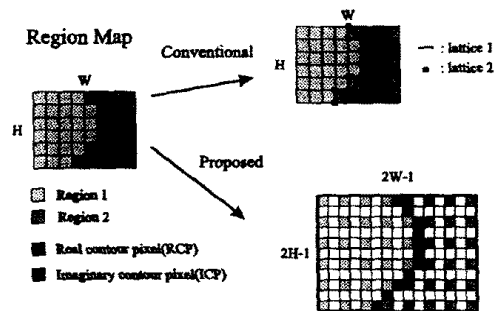 Region Map
W
H
Conventional
W
H
: lattice 1
: lattice 2
Proposed
Region 1
Region 2
Real contour pixel(RCP)
Imaginary contour pixel(ICP)
2W-1
2H-1